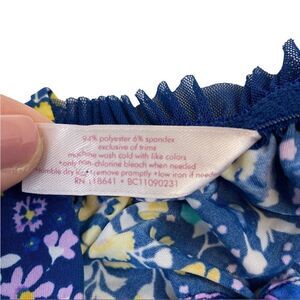 94% polyester 6% spandex
exclusive of trims
machine wash cold with like colors
•only non-chlorine bleach when needed
•tumble dry low remove promptly •low iron if needed
RN 118641 • BC11090231